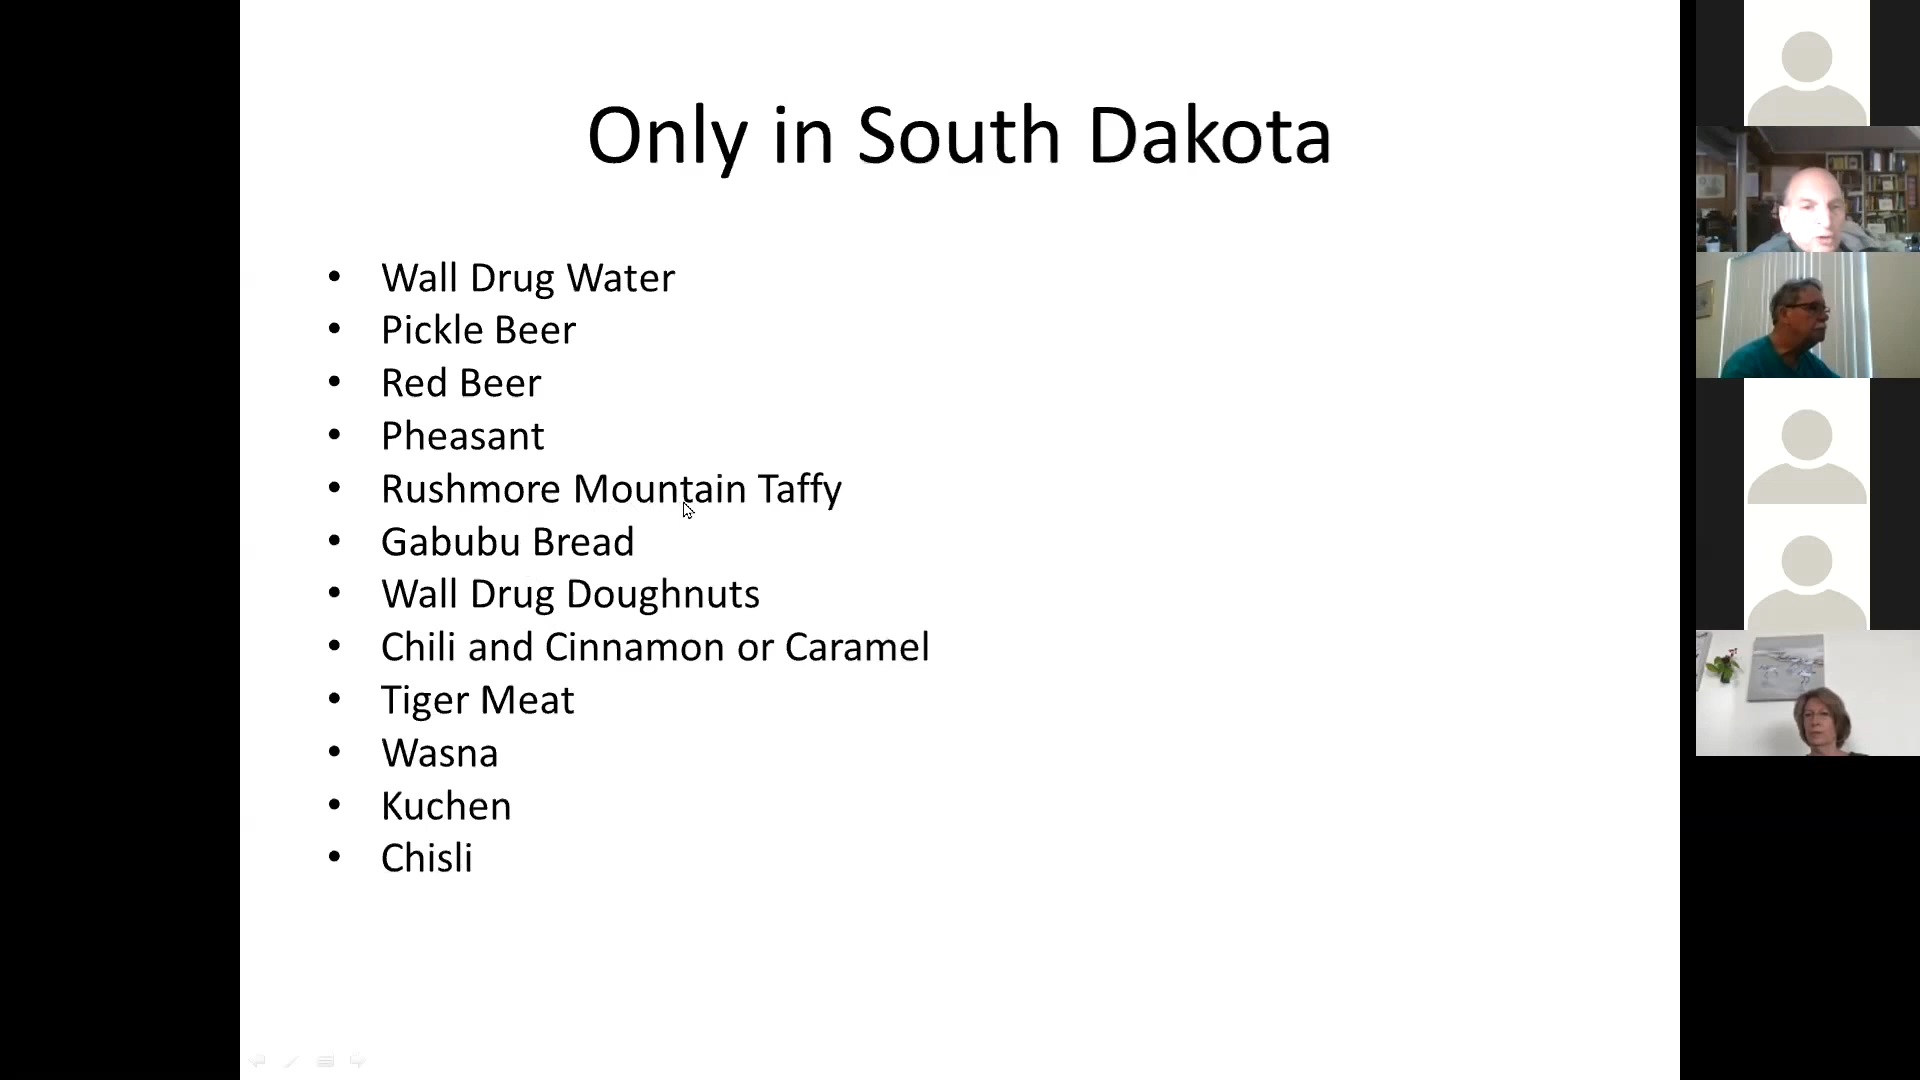 Only in South Dakota
• Wall Drug Water
• Pickle Beer
• Red Beer
• Pheasant
• Rushmore Mountain Taffy
• Gabubu Bread
• Wall Drug Doughnuts
• Chili and Cinnamon or Caramel
• Tiger Meat
• Wasna
• Kuchen
• Chisli